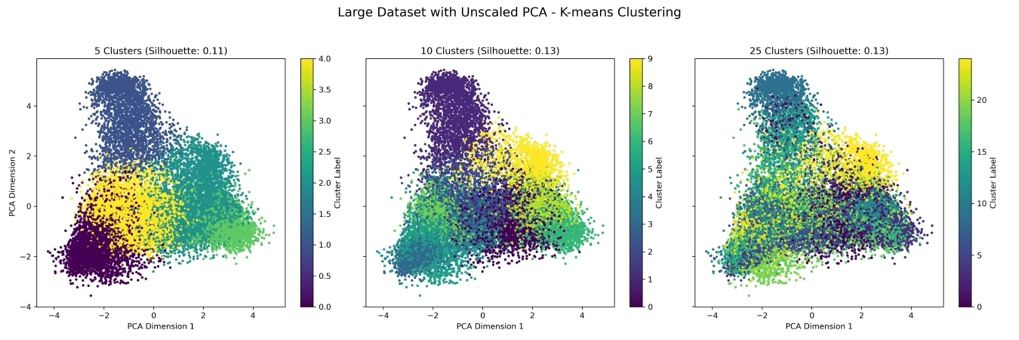 Large Dataset with Unscaled PCA - K-means Clustering
5 Clusters (Silhouette: 0.11)
10 Clusters (Silhouette: 0.13)
25 Clusters (Silhouette: 0.13)
PCA Dimension 2
4
2
0
−2
−4
−4 −2 0 2 4
PCA Dimension 1
4.0
3.5
3.0
2.5
2.0
1.5
1.0
0.5
0.0
Cluster Label
−4 −2 0 2 4
PCA Dimension 1
9
8
7
6
5
4
3
2
1
0
Cluster Label
−4 −2 0 2 4
PCA Dimension 1
20
15
10
5
0
Cluster Label